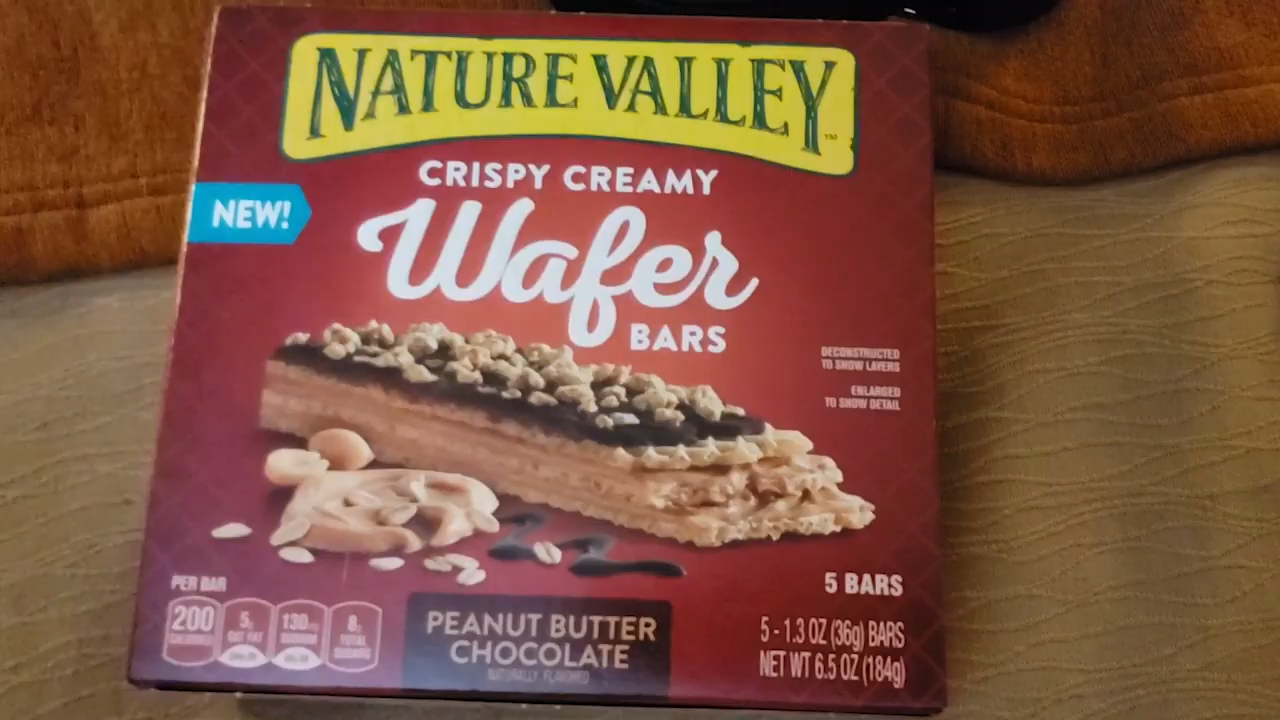 NATURE VALLEY™
CRISPY CREAMY
NEW!
Wafer
BARS
DECONSTRUCTED
TO SHOW LAYERS
ENLARGED
TO SHOW DETAIL
PER BAR
200
CALORIES
5g
SAT FAT
130mg
SODIUM
8g
TOTAL
SUGARS
PEANUT BUTTER
CHOCOLATE
NATURALLY FLAVORED
5 BARS
5 - 1.3 OZ (36g) BARS
NET WT 6.5 OZ (184g)